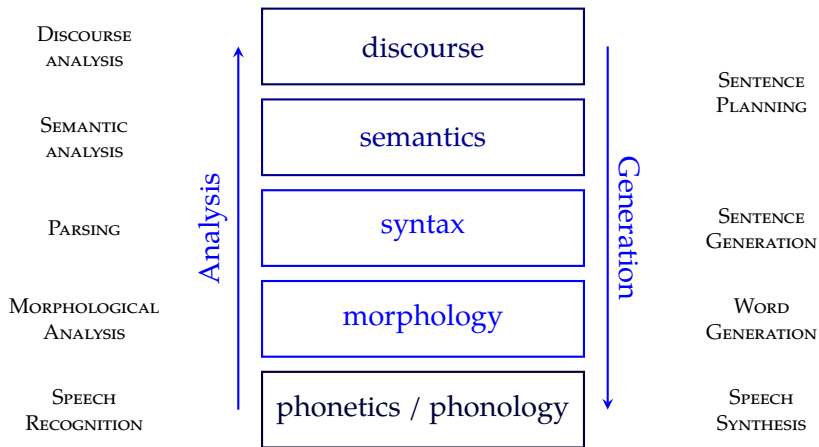 Discourse
analysis
discourse
Sentence
Planning
Semantic
analysis
semantics
Analysis
Generation
Parsing
syntax
Sentence
Generation
Morphological
Analysis
morphology
Word
Generation
Speech
Recognition
phonetics / phonology
Speech
Synthesis